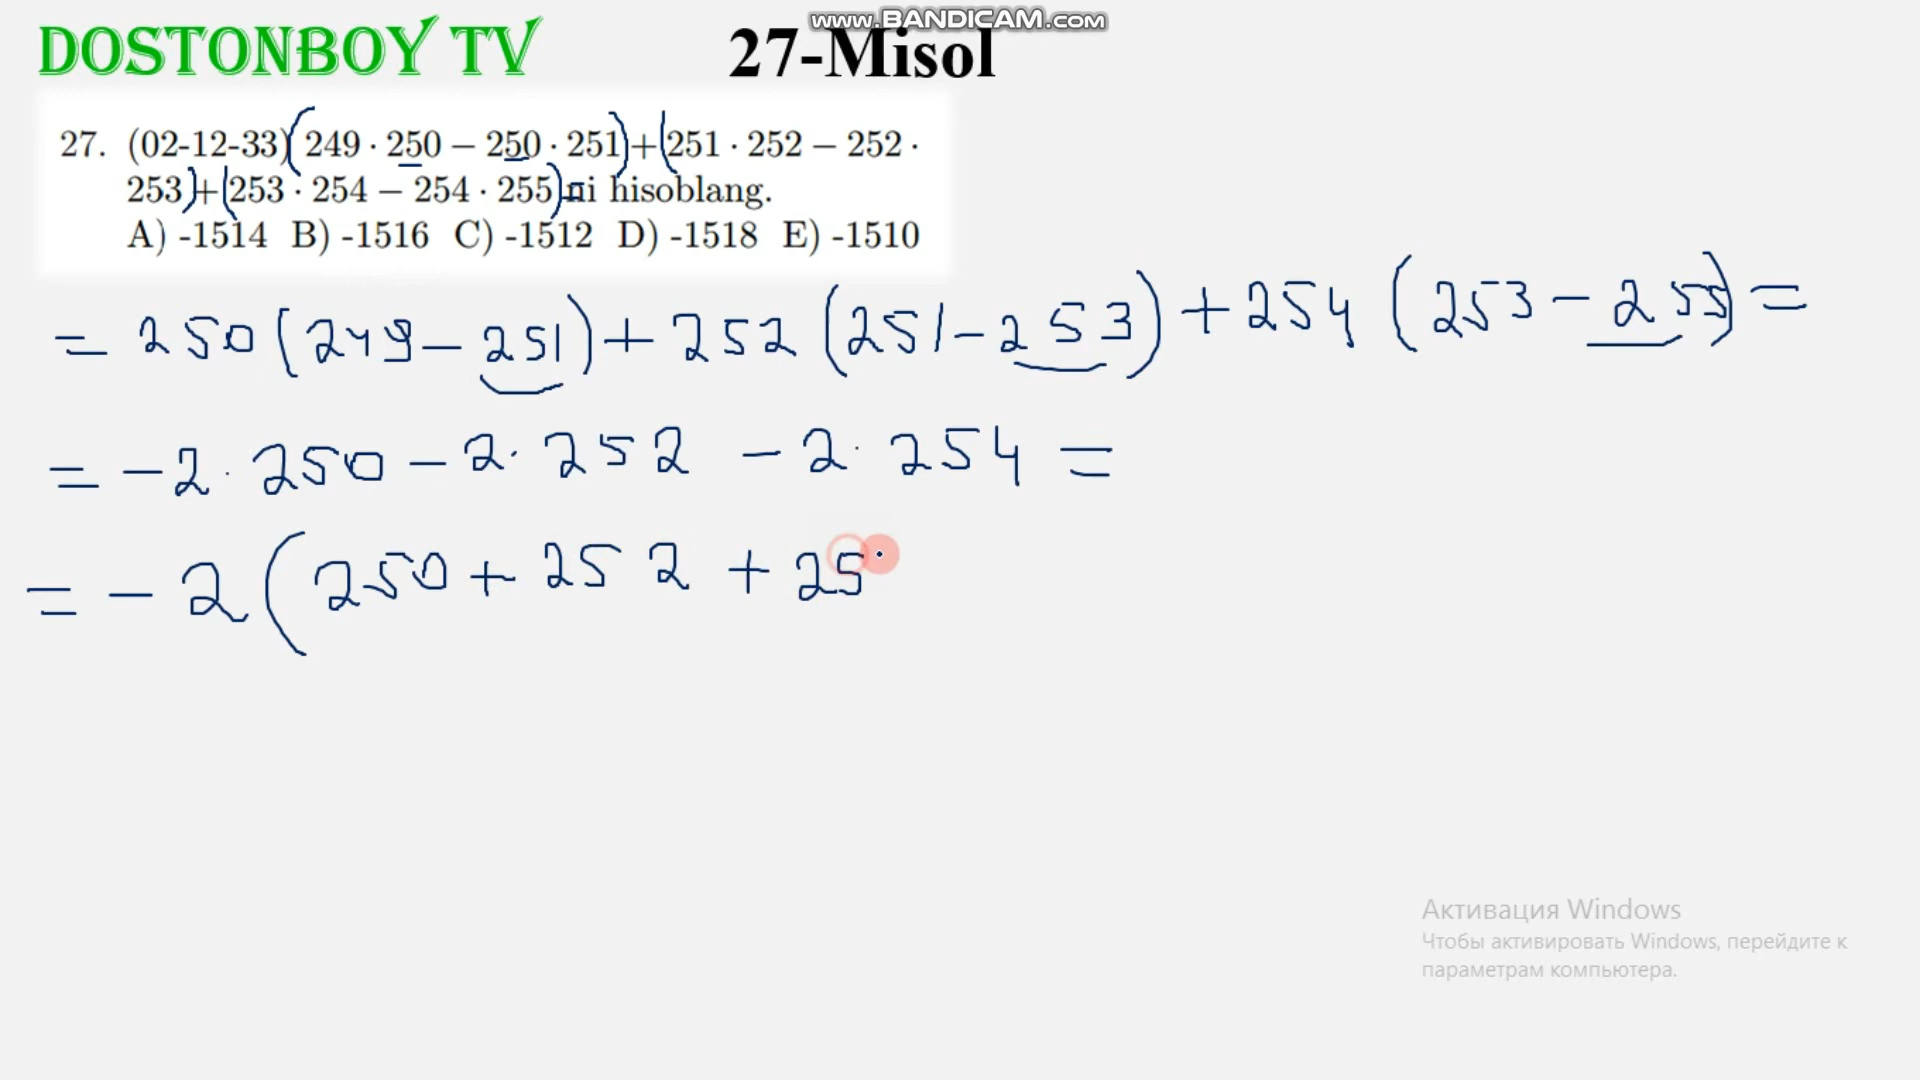 www.BANDICAM.com
DOSTONBOY TV
27-Misol
27. (02-12-33)(249 · 250 − 250 · 251)+(251 · 252 − 252 ·
253)+(253 · 254 − 254 · 255) ni hisoblang.
A) -1514 B) -1516 C) -1512 D) -1518 E) -1510
= 250(249 − 251) + 252 (251 − 253) + 254 (253 − 255) =
= −2 · 250 − 2 · 252 − 2 · 254 =
= −2 (250 + 252 + 25
Активация Windows
Чтобы активировать Windows, перейдите к
параметрам компьютера.